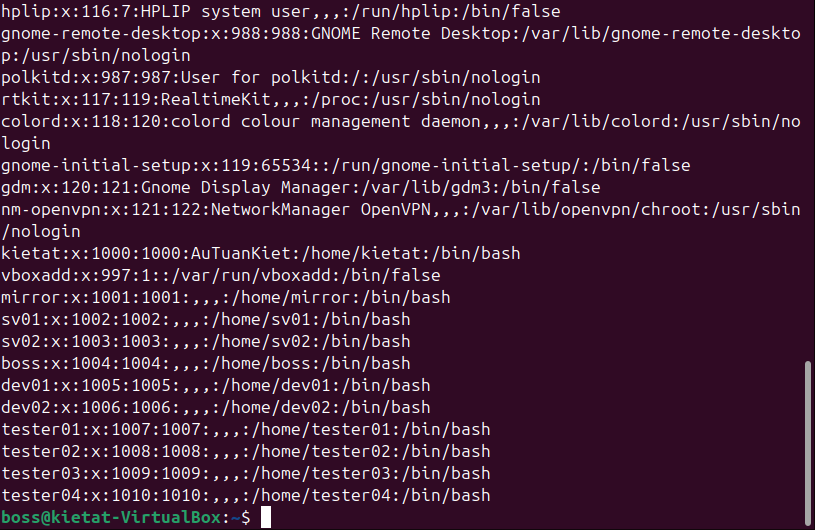 hplip:x:116:7:HPLIP system user,,,:/run/hplip:/bin/false
gnome-remote-desktop:x:988:988:GNOME Remote Desktop:/var/lib/gnome-remote-deskto
p:/usr/sbin/nologin
polkitd:x:987:987:User for polkitd:/:/usr/sbin/nologin
rtkit:x:117:119:RealtimeKit,,,:/proc:/usr/sbin/nologin
colord:x:118:120:colord colour management daemon,,,:/var/lib/colord:/usr/sbin/no
login
gnome-initial-setup:x:119:65534::/run/gnome-initial-setup/:/bin/false
gdm:x:120:121:Gnome Display Manager:/var/lib/gdm3:/bin/false
nm-openvpn:x:121:122:NetworkManager OpenVPN,,,:/var/lib/openvpn/chroot:/usr/sbin
/nologin
kietat:x:1000:1000:AuTuanKiet:/home/kietat:/bin/bash
vboxadd:x:997:1::/var/run/vboxadd:/bin/false
mirror:x:1001:1001:,,,:/home/mirror:/bin/bash
sv01:x:1002:1002:,,,:/home/sv01:/bin/bash
sv02:x:1003:1003:,,,:/home/sv02:/bin/bash
boss:x:1004:1004:,,,:/home/boss:/bin/bash
dev01:x:1005:1005:,,,:/home/dev01:/bin/bash
dev02:x:1006:1006:,,,:/home/dev02:/bin/bash
tester01:x:1007:1007:,,,:/home/tester01:/bin/bash
tester02:x:1008:1008:,,,:/home/tester02:/bin/bash
tester03:x:1009:1009:,,,:/home/tester03:/bin/bash
tester04:x:1010:1010:,,,:/home/tester04:/bin/bash
boss@kietat-VirtualBox:~$